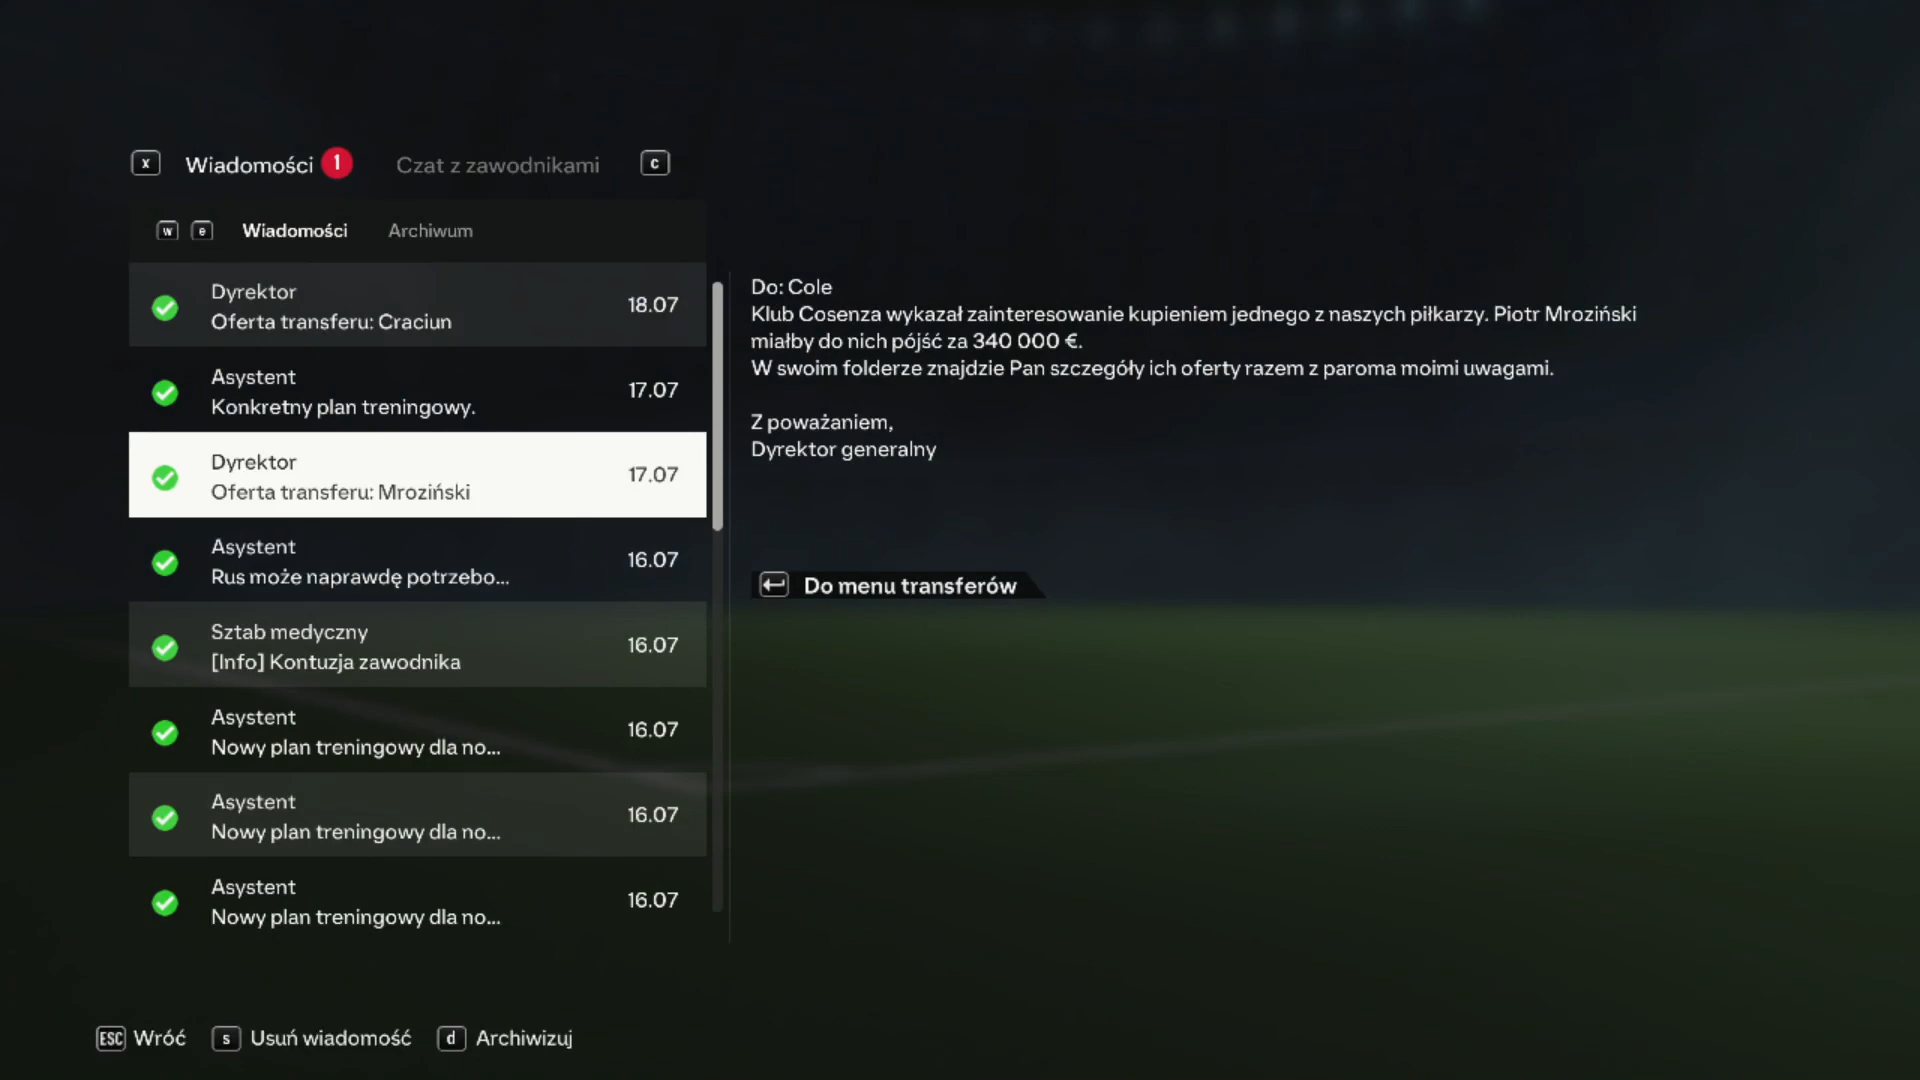 x Wiadomości 1 Czat z zawodnikami c
w e Wiadomości Archiwum
Dyrektor
Oferta transferu: Craciun
18.07
Asystent
Konkretny plan treningowy.
17.07
Dyrektor
Oferta transferu: Mroziński
17.07
Asystent
Rus może naprawdę potrzebo...
16.07
Sztab medyczny
[Info] Kontuzja zawodnika
16.07
Asystent
Nowy plan treningowy dla no...
16.07
Asystent
Nowy plan treningowy dla no...
16.07
Asystent
Nowy plan treningowy dla no...
16.07
Do: Cole
Klub Cosenza wykazał zainteresowanie kupieniem jednego z naszych piłkarzy. Piotr Mroziński
miałby do nich pójść za 340 000 €.
W swoim folderze znajdzie Pan szczegóły ich oferty razem z paroma moimi uwagami.
Z poważaniem,
Dyrektor generalny
Do menu transferów
ESC Wróć s Usuń wiadomość d Archiwizuj